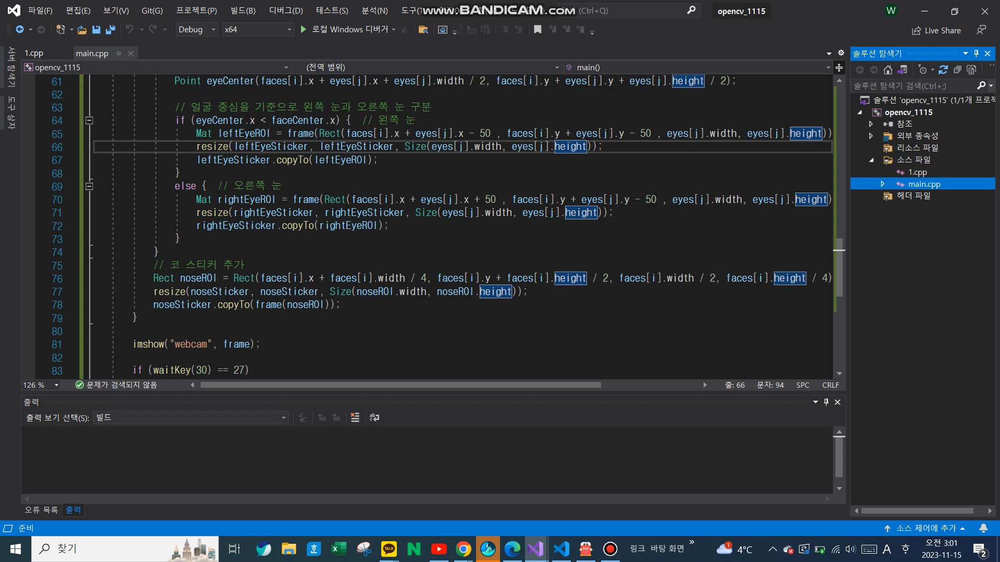 파일(F) 편집(E) 보기(V) Git(G) 프로젝트(P) 빌드(B) 디버그(D) 테스트(S) 분석(N) 도구(T) www.BANDICAM.com (Ctrl+Q) opencv_1115 W
Debug x64 로컬 Windows 디버거 Live Share
서버 탐색기
도구 상자
1.cpp main.cpp
opencv_1115 (전역 범위) main()
61 Point eyeCenter(faces[i].x + eyes[j].x + eyes[j].width / 2, faces[i].y + eyes[j].y + eyes[j].height / 2);
62
63 // 얼굴 중심을 기준으로 왼쪽 눈과 오른쪽 눈 구분
64 if (eyeCenter.x < faceCenter.x) { // 왼쪽 눈
65 Mat leftEyeROI = frame(Rect(faces[i].x + eyes[j].x - 50 , faces[i].y + eyes[j].y - 50 , eyes[j].width, eyes[j].height))
66 resize(leftEyeSticker, leftEyeSticker, Size(eyes[j].width, eyes[j].height));
67 leftEyeSticker.copyTo(leftEyeROI);
68 }
69 else { // 오른쪽 눈
70 Mat rightEyeROI = frame(Rect(faces[i].x + eyes[j].x + 50 , faces[i].y + eyes[j].y - 50 , eyes[j].width, eyes[j].height)
71 resize(rightEyeSticker, rightEyeSticker, Size(eyes[j].width, eyes[j].height));
72 rightEyeSticker.copyTo(rightEyeROI);
73 }
74 }
75 // 코 스티커 추가
76 Rect noseROI = Rect(faces[i].x + faces[i].width / 4, faces[i].y + faces[i].height / 2, faces[i].width / 2, faces[i].height / 4)
77 resize(noseSticker, noseSticker, Size(noseROI.width, noseROI.height));
78 noseSticker.copyTo(frame(noseROI));
79 }
80
81 imshow("webcam", frame);
82
83 if (waitKey(30) == 27)
126 % 문제가 검색되지 않음 줄: 66 문자: 94 SPC CRLF
출력
출력 보기 선택(S): 빌드
오류 목록 출력
솔루션 탐색기
솔루션 탐색기 검색(Ctrl+;)
솔루션 'opencv_1115' (1/1개 프로젝
opencv_1115
참조
외부 종속성
리소스 파일
소스 파일
1.cpp
main.cpp
헤더 파일
준비 소스 제어에 추가
찾기 TALK N PDF 링크 바탕 화면 1 4°C A 오전 3:01
2023-11-15 2